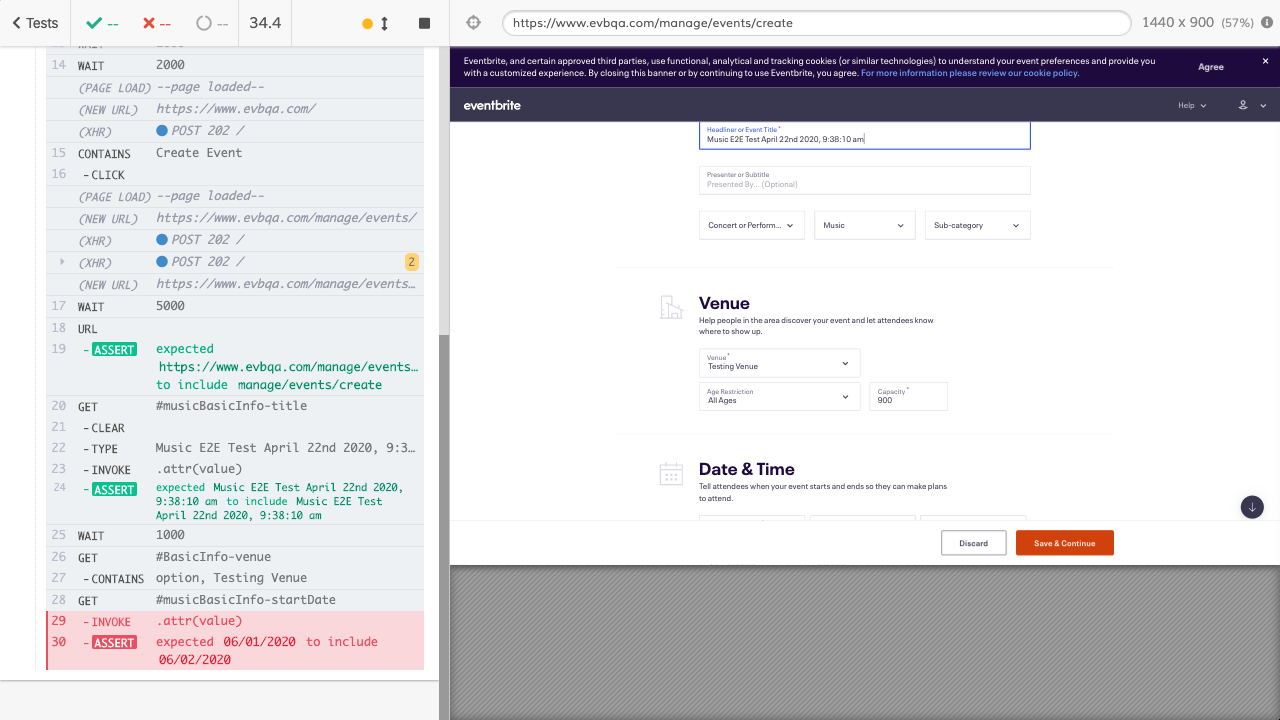 Tests
--
--
--
34.4
https://www.evbqa.com/manage/events/create
1440 x 900 (57%)
14 WAIT 2000
(PAGE LOAD) --page loaded--
(NEW URL) https://www.evbqa.com/
(XHR) POST 202 /
15 CONTAINS Create Event
16 -CLICK
(PAGE LOAD) --page loaded--
(NEW URL) https://www.evbqa.com/manage/events/
(XHR) POST 202 /
(XHR) POST 202 / 2
(NEW URL) https://www.evbqa.com/manage/events…
17 WAIT 5000
18 URL
19 -ASSERT expected
https://www.evbqa.com/manage/events…
to include manage/events/create
20 GET #musicBasicInfo-title
21 -CLEAR
22 -TYPE Music E2E Test April 22nd 2020, 9:3…
23 -INVOKE .attr(value)
24 -ASSERT expected Music E2E Test April 22nd 2020,
9:38:10 am to include Music E2E Test
April 22nd 2020, 9:38:10 am
25 WAIT 1000
26 GET #BasicInfo-venue
27 -CONTAINS option, Testing Venue
28 GET #musicBasicInfo-startDate
29 -INVOKE .attr(value)
30 -ASSERT expected 06/01/2020 to include
06/02/2020
Eventbrite, and certain approved third parties, use functional, analytical and tracking cookies (or similar technologies) to understand your event preferences and provide you
with a customized experience. By closing this banner or by continuing to use Eventbrite, you agree. For more information please review our cookie policy.
Agree
eventbrite
Help
Headliner or Event Title *
Music E2E Test April 22nd 2020, 9:38:10 am
Presenter or Subtitle
Presented By... (Optional)
Concert or Perform...
Music
Sub-category
Venue
Help people in the area discover your event and let attendees know
where to show up.
Venue *
Testing Venue
Age Restriction
All Ages
Capacity *
900
Date & Time
Tell attendees when your event starts and ends so they can make plans
to attend.
Discard
Save & Continue